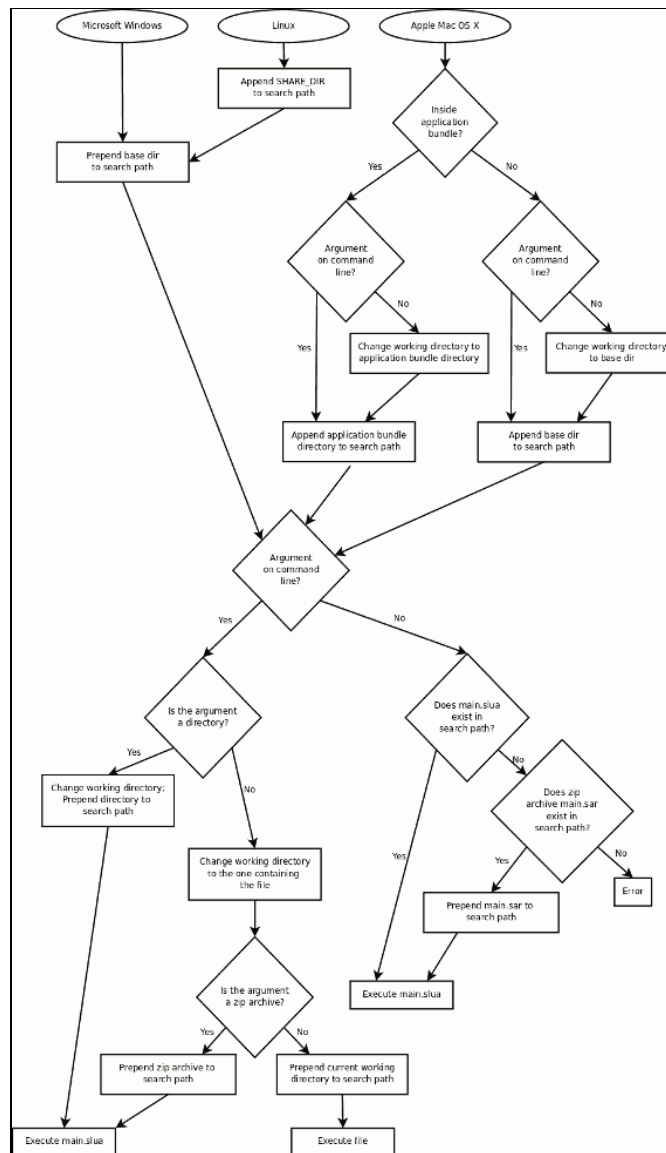 Microsoft Windows
Linux
Apple Mac OS X
Append SHARE_DIR
to search path
Inside
application
bundle?
Prepend base dir
to search path
Yes
No
Argument
on command
line?
Argument
on command
line?
No
No
Yes
Change working directory to
application bundle directory
Yes
Change working directory
to base dir
Append application bundle
directory to search path
Append base dir
to search path
Argument
on command
line?
Yes
No
Is the argument
a directory?
Does main.slua
exist in
search path?
Yes
No
Change working directory;
Prepend directory to
search path
No
Does zip
archive main.sar
exist in
search path?
Change working directory
to the one containing
the file
Yes
Yes
No
Prepend main.sar to
search path
Error
Is the argument
a zip archive?
Execute main.slua
Yes
No
Prepend zip archive to
search path
Prepend current working
directory to search path
Execute main.slua
Execute file